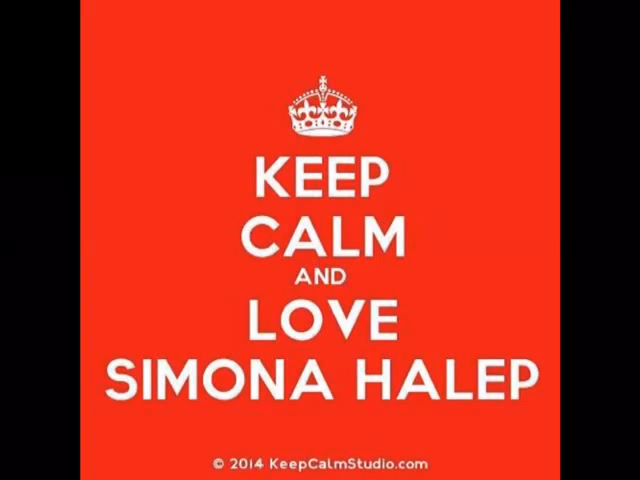 KEEP
CALM
AND
LOVE
SIMONA HALEP
© 2014 KeepCalmStudio.com